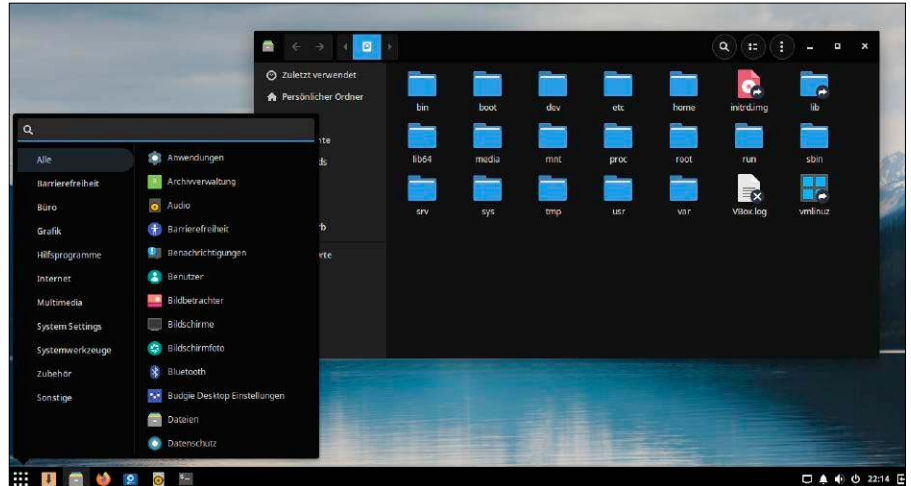 Zuletzt verwendet
Persönlicher Ordner
bin boot dev etc home initrd.img lib
lib64 media mnt proc root run sbin
srv sys tmp usr var VBox.log vmlinuz
Alle
Barrierefreiheit
Büro
Grafik
Hilfsprogramme
Internet
Multimedia
System Settings
Systemwerkzeuge
Zubehör
Sonstige
Anwendungen
Archivverwaltung
Audio
Barrierefreiheit
Benachrichtigungen
Benutzer
Bildbetrachter
Bildschirme
Bildschirmfoto
Bluetooth
Budgie Desktop Einstellungen
Dateien
Datenschutz
22:14